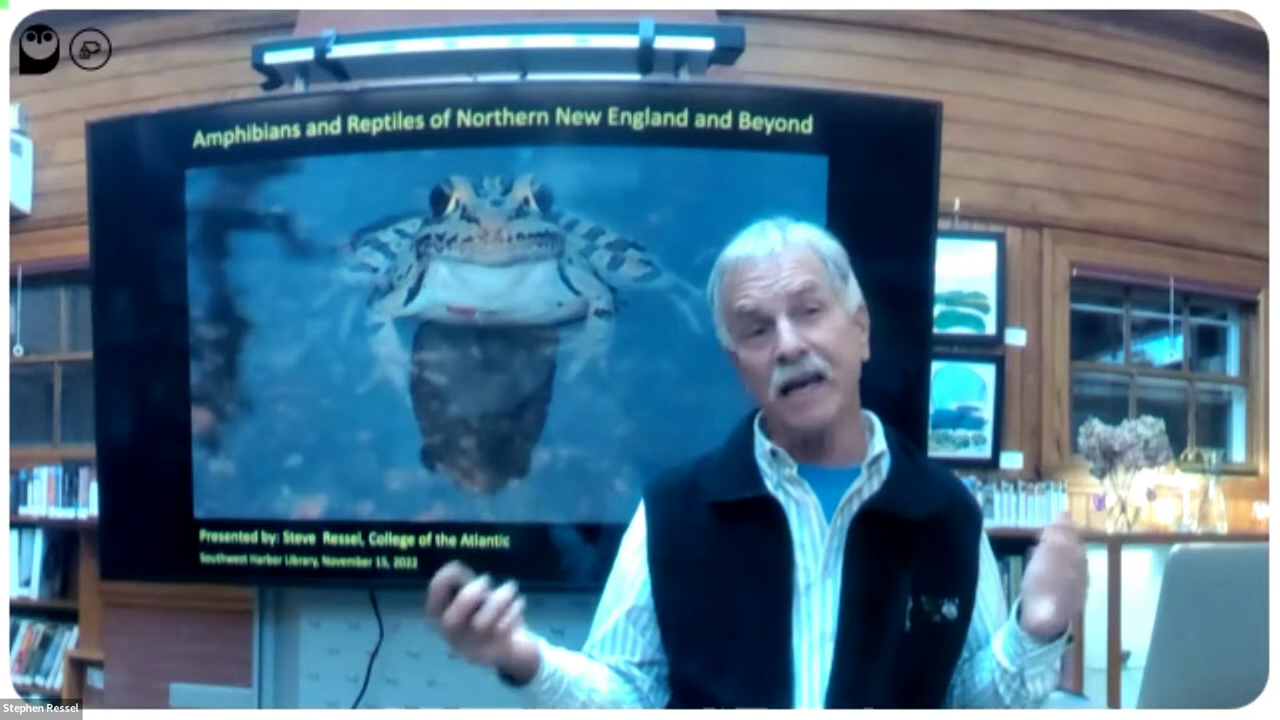 Amphibians and Reptiles of Northern New England and Beyond
Presented by: Steve Ressel, College of the Atlantic
Southwest Harbor Library, November 15, 2022
Stephen Ressel